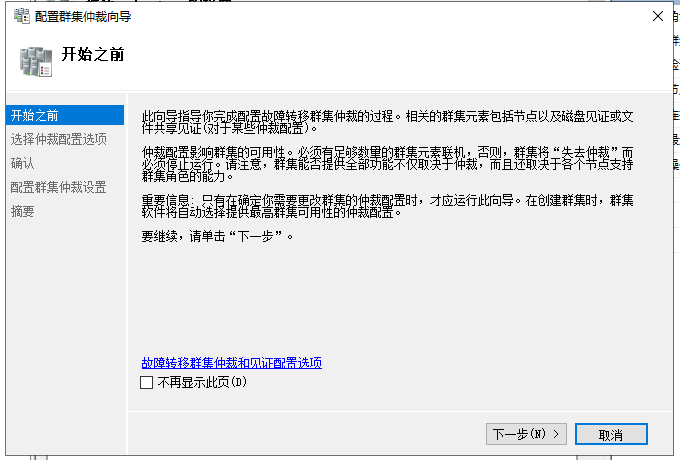 配置群集仲裁向导
开始之前
开始之前
选择仲裁配置选项
确认
配置群集仲裁设置
摘要
此向导指导你完成配置故障转移群集仲裁的过程。相关的群集元素包括节点以及磁盘见证或文
件共享见证(对于某些仲裁配置)。
仲裁配置影响群集的可用性。必须有足够数量的群集元素联机，否则，群集将“失去仲裁”而
必须停止运行。请注意，群集能否提供全部功能不仅取决于仲裁，而且还取决于各个节点支持
群集角色的能力。
重要信息: 只有在确定你需要更改群集的仲裁配置时，才应运行此向导。在创建群集时，群集
软件将自动选择提供最高群集可用性的仲裁配置。
要继续，请单击“下一步”。
故障转移群集仲裁和见证配置选项
不再显示此页(D)
下一步(N) >
取消